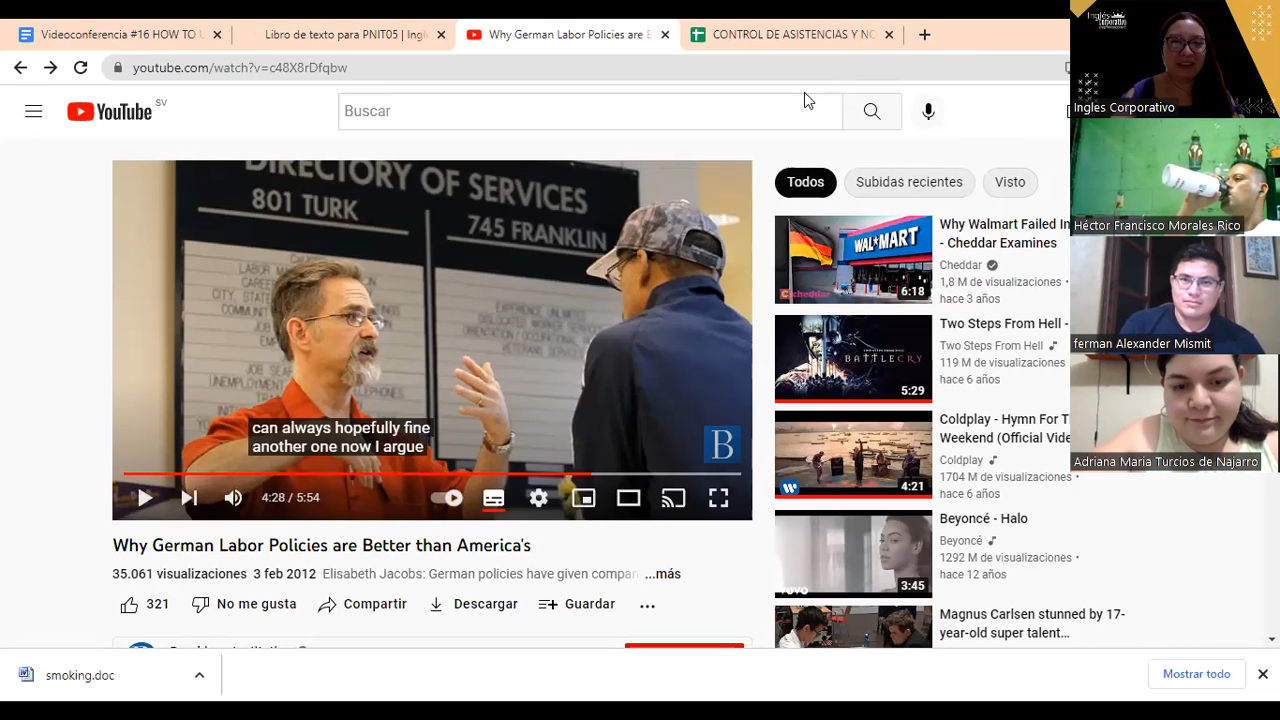 Videoconferencia #16 HOW TO U
Libro de texto para PNIT03 | Ingl
Why German Labor Policies are B
CONTROL DE ASISTENCIAS Y NO
youtube.com/watch?v=c48X8rDfqbw
YouTube SV
Buscar
DIRECTORY OF SERVICES
801 TURK
745 FRANKLIN
can always hopefully fine
another one now I argue
B
4:28 / 5:54
Why German Labor Policies are Better than America's
35.061 visualizaciones 3 feb 2012 Elisabeth Jacobs: German policies have given compar ...más
321 No me gusta Compartir Descargar Guardar
Todos Subidas recientes Visto
WAL★MART
cheddar
6:18
Why Walmart Failed In
- Cheddar Examines
Cheddar
1,8 M de visualizaciones •
hace 3 años
BATTLECRY
5:29
Two Steps From Hell -
Two Steps From Hell
119 M de visualizaciones
hace 6 años
4:21
Coldplay - Hymn For T
Weekend (Official Vide
Coldplay
1704 M de visualizaciones •
hace 6 años
vevo
3:45
Beyoncé - Halo
Beyoncé
1292 M de visualizaciones •
hace 12 años
Magnus Carlsen stunned by 17-
year-old super talent...
Inglés
Corporativo
Ingles Corporativo
Héctor Francisco Morales Rico
ferman Alexander Mismit
Adriana Maria Turcios de Najarro
smoking.doc
Mostrar todo